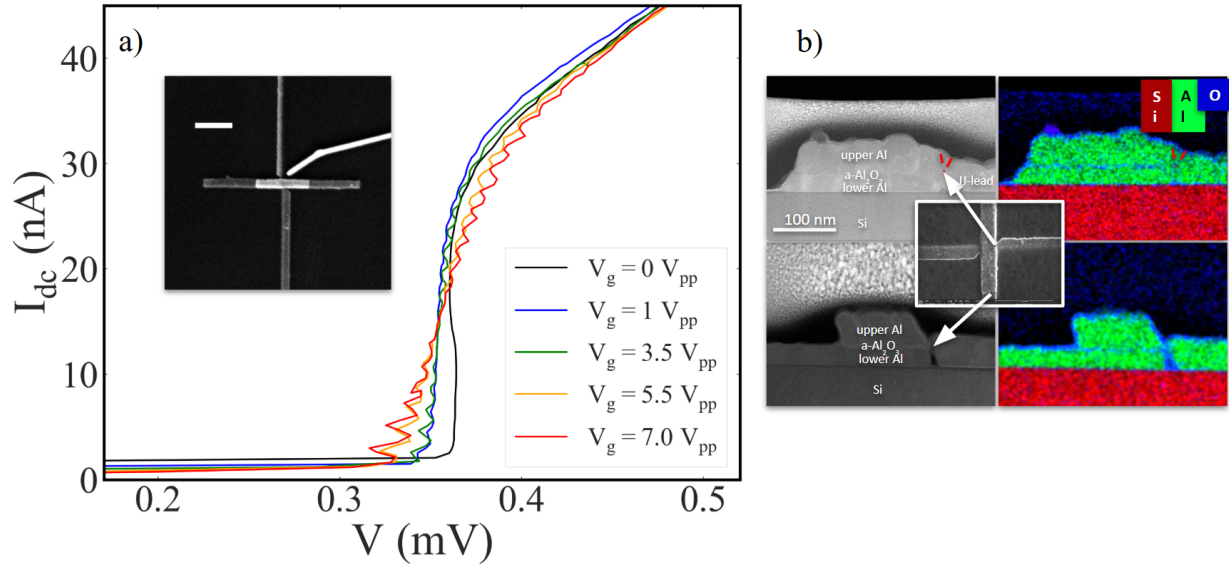 a)
I_dc (nA)
40
30
20
10
0
0.2
0.3
0.4
0.5
V (mV)
V_g = 0 V_pp
V_g = 1 V_pp
V_g = 3.5 V_pp
V_g = 5.5 V_pp
V_g = 7.0 V_pp
b)
upper Al
a-Al₂O₃
lower Al
U-lead
100 nm
Si
Si
Al
O
upper Al
a-Al₂O₃
lower Al
Si